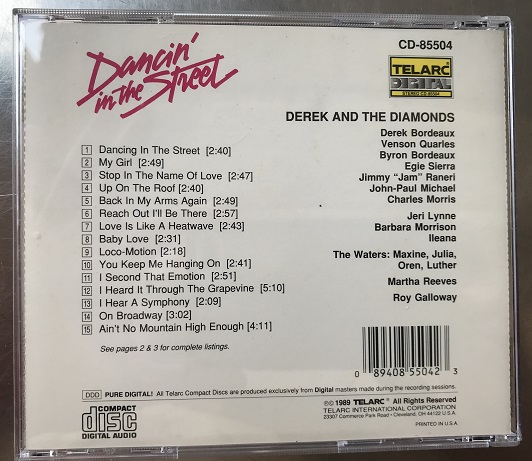 CD-85504
Dancin'
in the Street
TELARC
DIGITAL
STEREO CD-85504
DEREK AND THE DIAMONDS
Derek Bordeaux
Venson Quarles
Byron Bordeaux
Egie Sierra
Jimmy "Jam" Raneri
John-Paul Michael
Charles Morris
Jeri Lynne
Barbara Morrison
Ileana
The Waters: Maxine, Julia,
Oren, Luther
Martha Reeves
Roy Galloway
1 Dancing In The Street [2:40]
2 My Girl [2:49]
3 Stop In The Name Of Love [2:47]
4 Up On The Roof [2:40]
5 Back In My Arms Again [2:49]
6 Reach Out I'll Be There [2:57]
7 Love Is Like A Heatwave [2:43]
8 Baby Love [2:31]
9 Loco-Motion [2:18]
10 You Keep Me Hanging On [2:41]
11 I Second That Emotion [2:51]
12 I Heard It Through The Grapevine [5:10]
13 I Hear A Symphony [2:09]
14 On Broadway [3:02]
15 Ain't No Mountain High Enough [4:11]
See pages 2 & 3 for complete listings.
0 89408 55042 3
DDD PURE DIGITAL! All Telarc Compact Discs are produced exclusively from Digital masters made during the recording sessions.
COMPACT
disc
DIGITAL AUDIO
℗©1989 TELARC® All Rights Reserved
TELARC INTERNATIONAL CORPORATION
23307 Commerce Park Road • Cleveland, OH 44122 U.S.A.
PRINTED IN U.S.A.